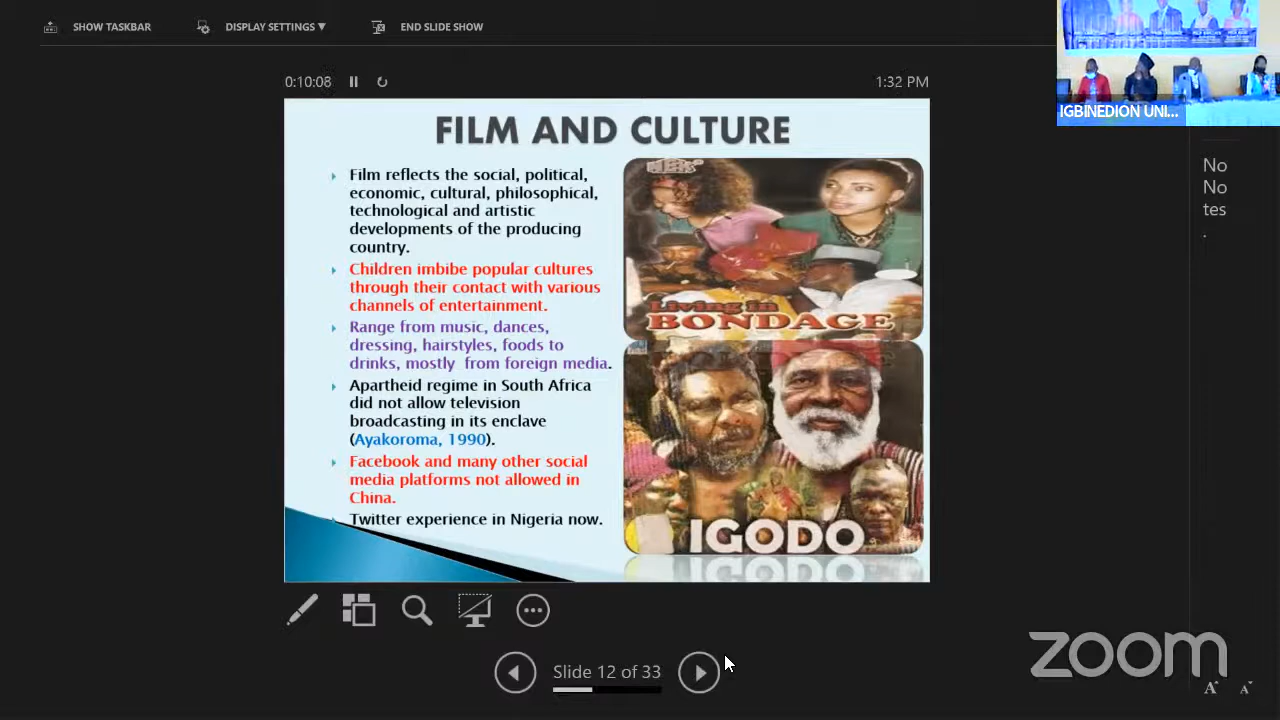 SHOW TASKBAR
DISPLAY SETTINGS ▼
END SLIDE SHOW
IGBINEDION UNI...
0:10:08
1:32 PM
FILM AND CULTURE
Film reflects the social, political,
economic, cultural, philosophical,
technological and artistic
developments of the producing
country.
Children imbibe popular cultures
through their contact with various
channels of entertainment.
Range from music, dances,
dressing, hairstyles, foods to
drinks, mostly from foreign media.
Apartheid regime in South Africa
did not allow television
broadcasting in its enclave
(Ayakoroma, 1990).
Facebook and many other social
media platforms not allowed in
China.
Twitter experience in Nigeria now.
Living in
BONDAGE
IGODO
No
No
tes
.
Slide 12 of 33
zoom
A A